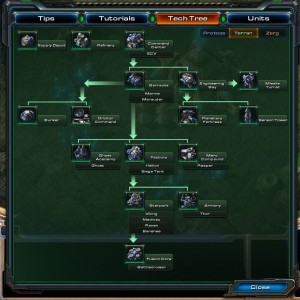 Tips Tutorials Tech Tree Units
Protoss Terran Zerg
Supply Depot Refinery Command Center
SCV
Barracks Engineering Bay Missile Turret
Marine
Marauder
Bunker Orbital Command Planetary Fortress Sensor Tower
Ghost Academy Factory Merc Compound
Ghost Hellion Reaper
Siege Tank
Starport Armory
Viking Thor
Medivac
Raven
Banshee
Fusion Core
Battlecruiser
Close